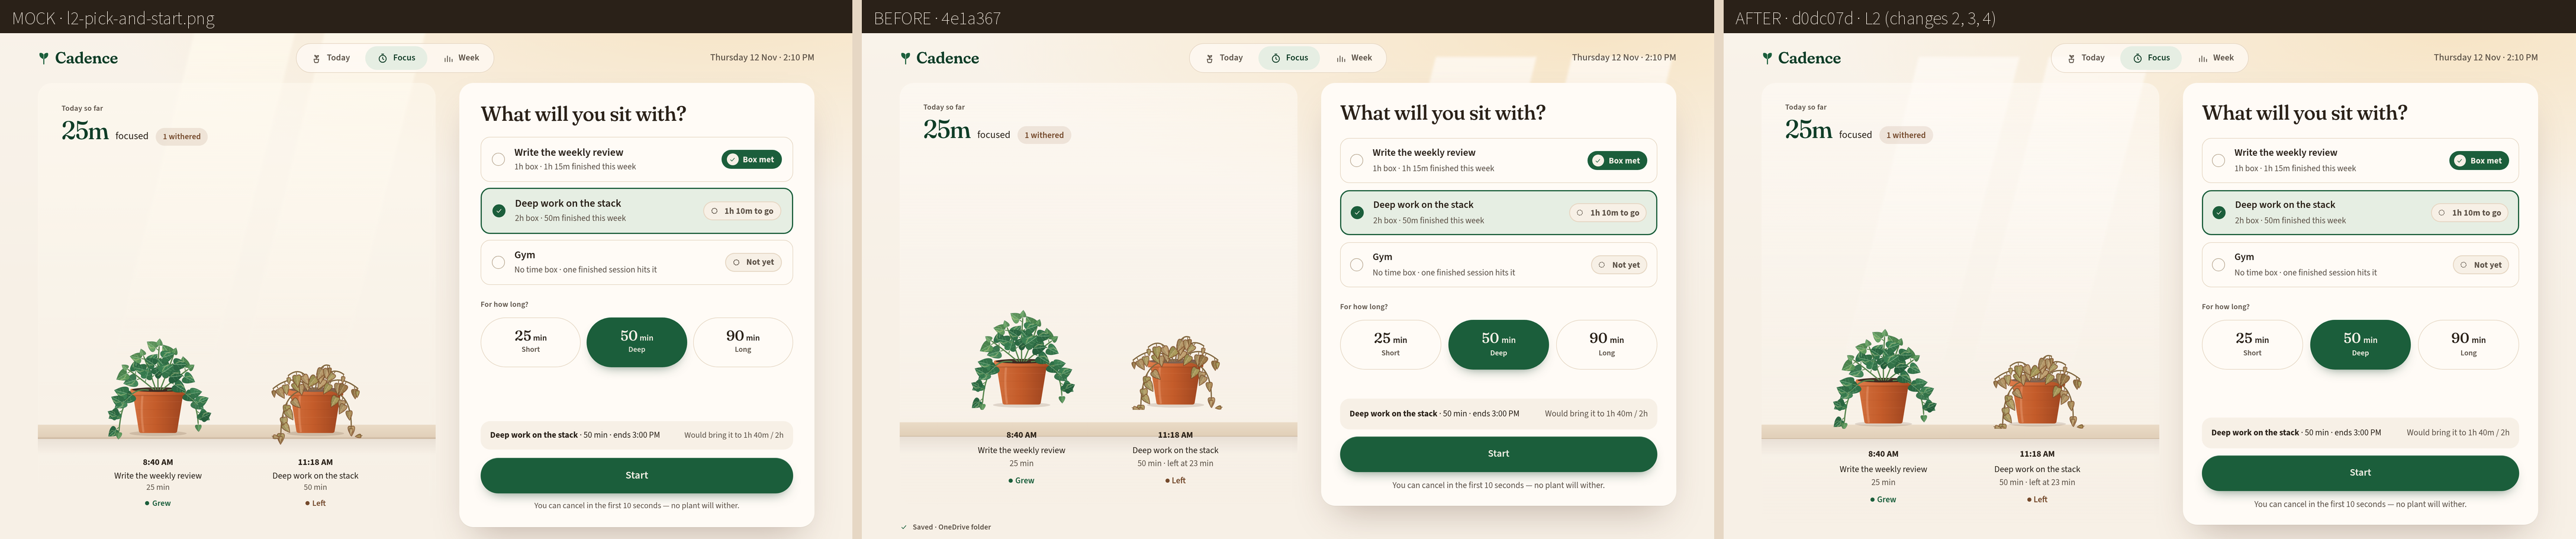 MOCK · l2-pick-and-start.png
Cadence
Today Focus Week
Thursday 12 Nov · 2:10 PM
Today so far
25m focused 1 withered
8:40 AM
Write the weekly review
25 min
Grew
11:18 AM
Deep work on the stack
50 min
Left
What will you sit with?
Write the weekly review
1h box · 1h 15m finished this week
Box met
Deep work on the stack
2h box · 50m finished this week
1h 10m to go
Gym
No time box · one finished session hits it
Not yet
For how long?
25 min
Short
50 min
Deep
90 min
Long
Deep work on the stack · 50 min · ends 3:00 PM Would bring it to 1h 40m / 2h
Start
You can cancel in the first 10 seconds — no plant will wither.
BEFORE · 4e1a367
Cadence
Today Focus Week
Thursday 12 Nov · 2:10 PM
Today so far
25m focused 1 withered
8:40 AM
Write the weekly review
25 min
Grew
11:18 AM
Deep work on the stack
50 min · left at 23 min
Left
Saved · OneDrive folder
What will you sit with?
Write the weekly review
1h box · 1h 15m finished this week
Box met
Deep work on the stack
2h box · 50m finished this week
1h 10m to go
Gym
No time box · one finished session hits it
Not yet
For how long?
25 min
Short
50 min
Deep
90 min
Long
Deep work on the stack · 50 min · ends 3:00 PM Would bring it to 1h 40m / 2h
Start
You can cancel in the first 10 seconds — no plant will wither.
AFTER · d0dc07d · L2 (changes 2, 3, 4)
Cadence
Today Focus Week
Thursday 12 Nov · 2:10 PM
Today so far
25m focused 1 withered
8:40 AM
Write the weekly review
25 min
Grew
11:18 AM
Deep work on the stack
50 min · left at 23 min
Left
What will you sit with?
Write the weekly review
1h box · 1h 15m finished this week
Box met
Deep work on the stack
2h box · 50m finished this week
1h 10m to go
Gym
No time box · one finished session hits it
Not yet
For how long?
25 min
Short
50 min
Deep
90 min
Long
Deep work on the stack · 50 min · ends 3:00 PM Would bring it to 1h 40m / 2h
Start
You can cancel in the first 10 seconds — no plant will wither.